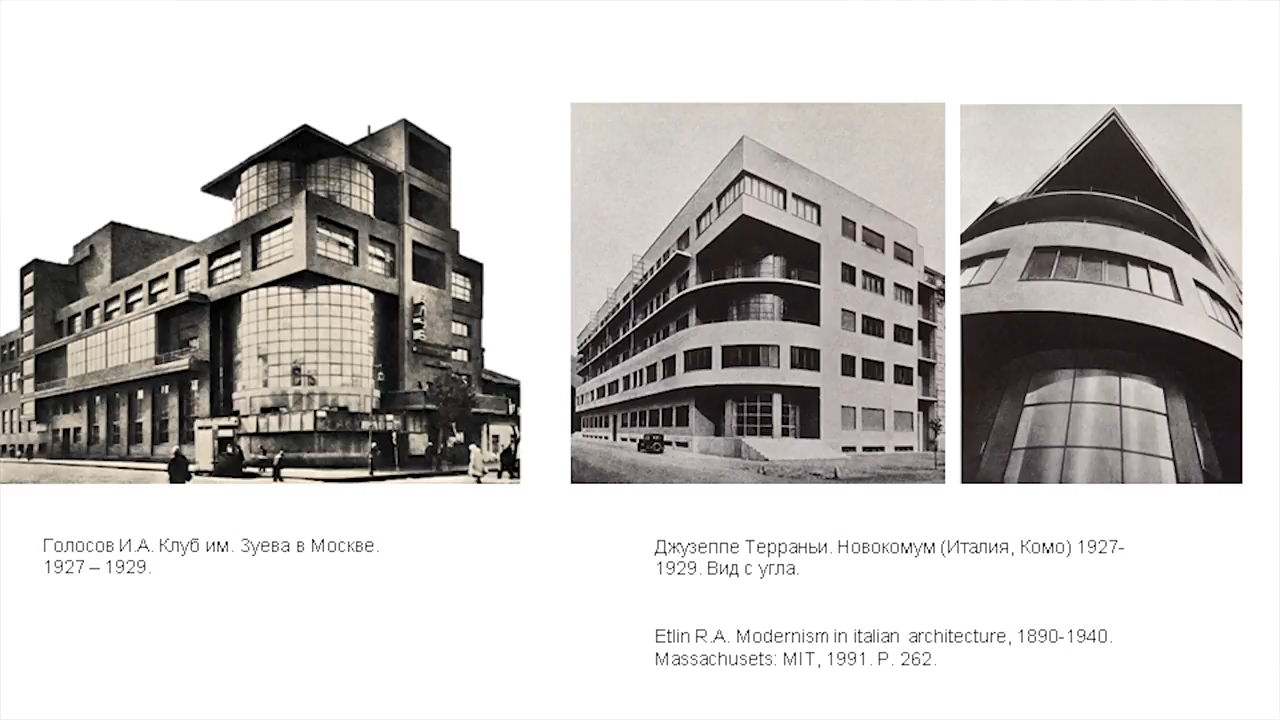 Голосов И.А. Клуб им. Зуева в Москве.
1927 – 1929.
Джузеппе Терраньи. Новокомум (Италия, Комо) 1927-
1929. Вид с угла.
Etlin R.A. Modernism in italian architecture, 1890-1940.
Massachusets: MIT, 1991. P. 262.